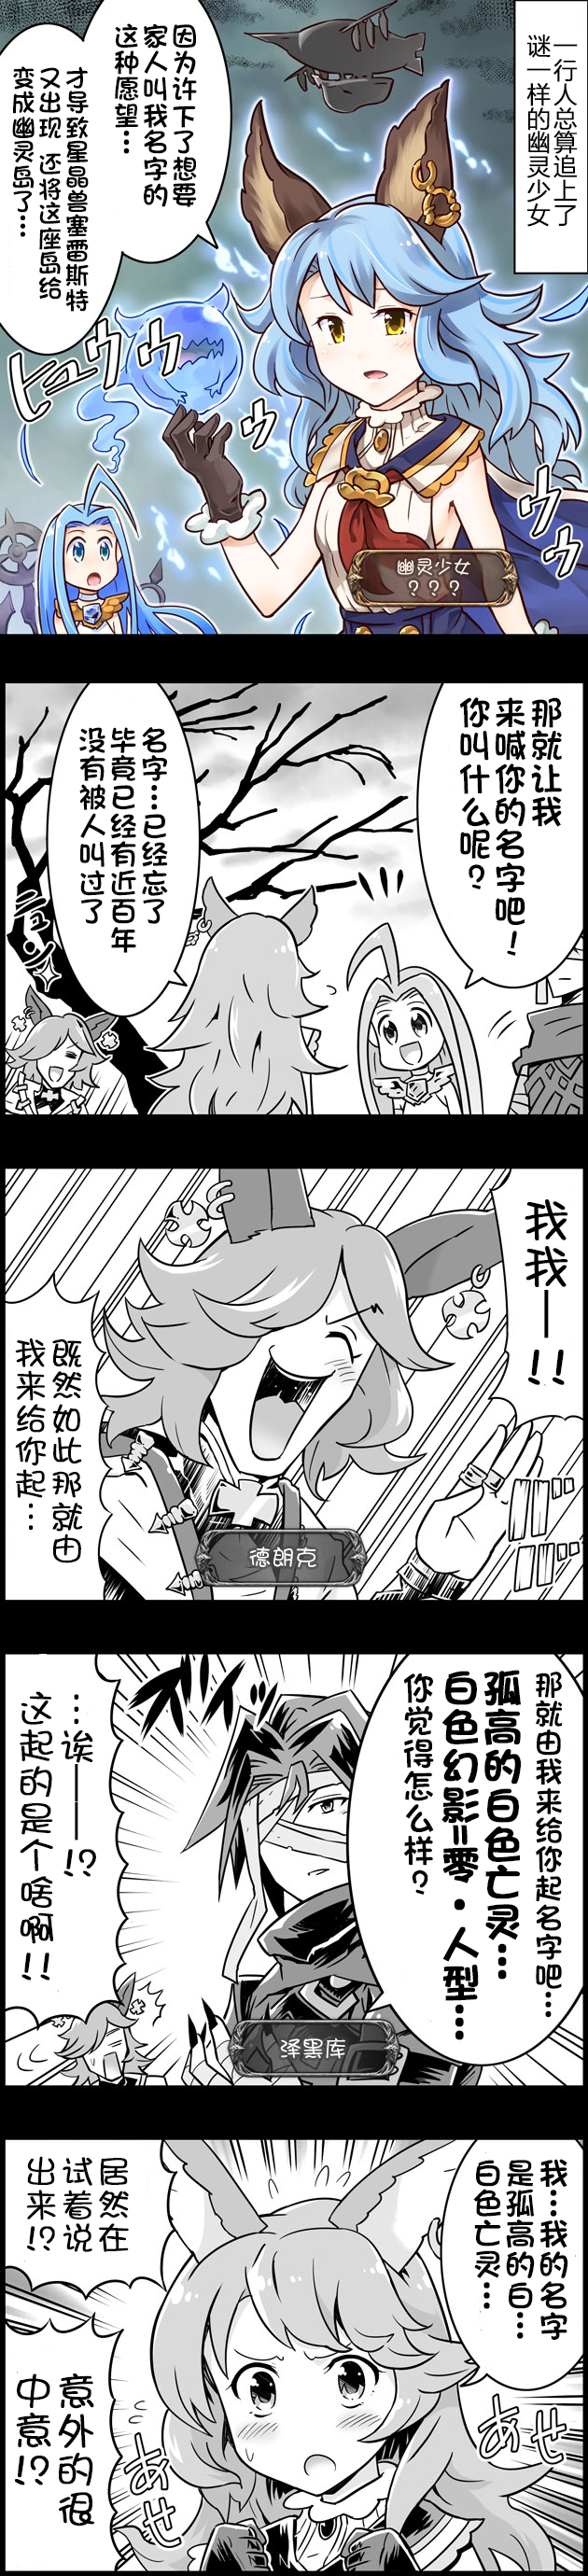 一行人总算追上了
谜一样的幽灵少女
因为许下了想要
家人叫我名字的
这种愿望…
才导致星晶兽塞雷斯特
又出现 还将这座岛给
变成幽灵岛了…
ヒュウウウ
ウウウ
幽灵少女
？？？
那就让我
来喊你的名字吧！
你叫什么呢？
名字…已经忘了
毕竟已经有近百年
没有被人叫过了
ニュッ
我我ー！！
既然如此那就由
我来给你起…
德朗克
那就由我来给你起名字吧…
孤高的白色亡灵…
白色幻影=零・人型…
你觉得怎么样？
…诶——！？
这起的是个啥啊！！
泽黑库
我…我的名字
是孤高的白…
白色亡灵…
居然在
试着说
出来！？
意外的很
中意！？
あせ
あせ